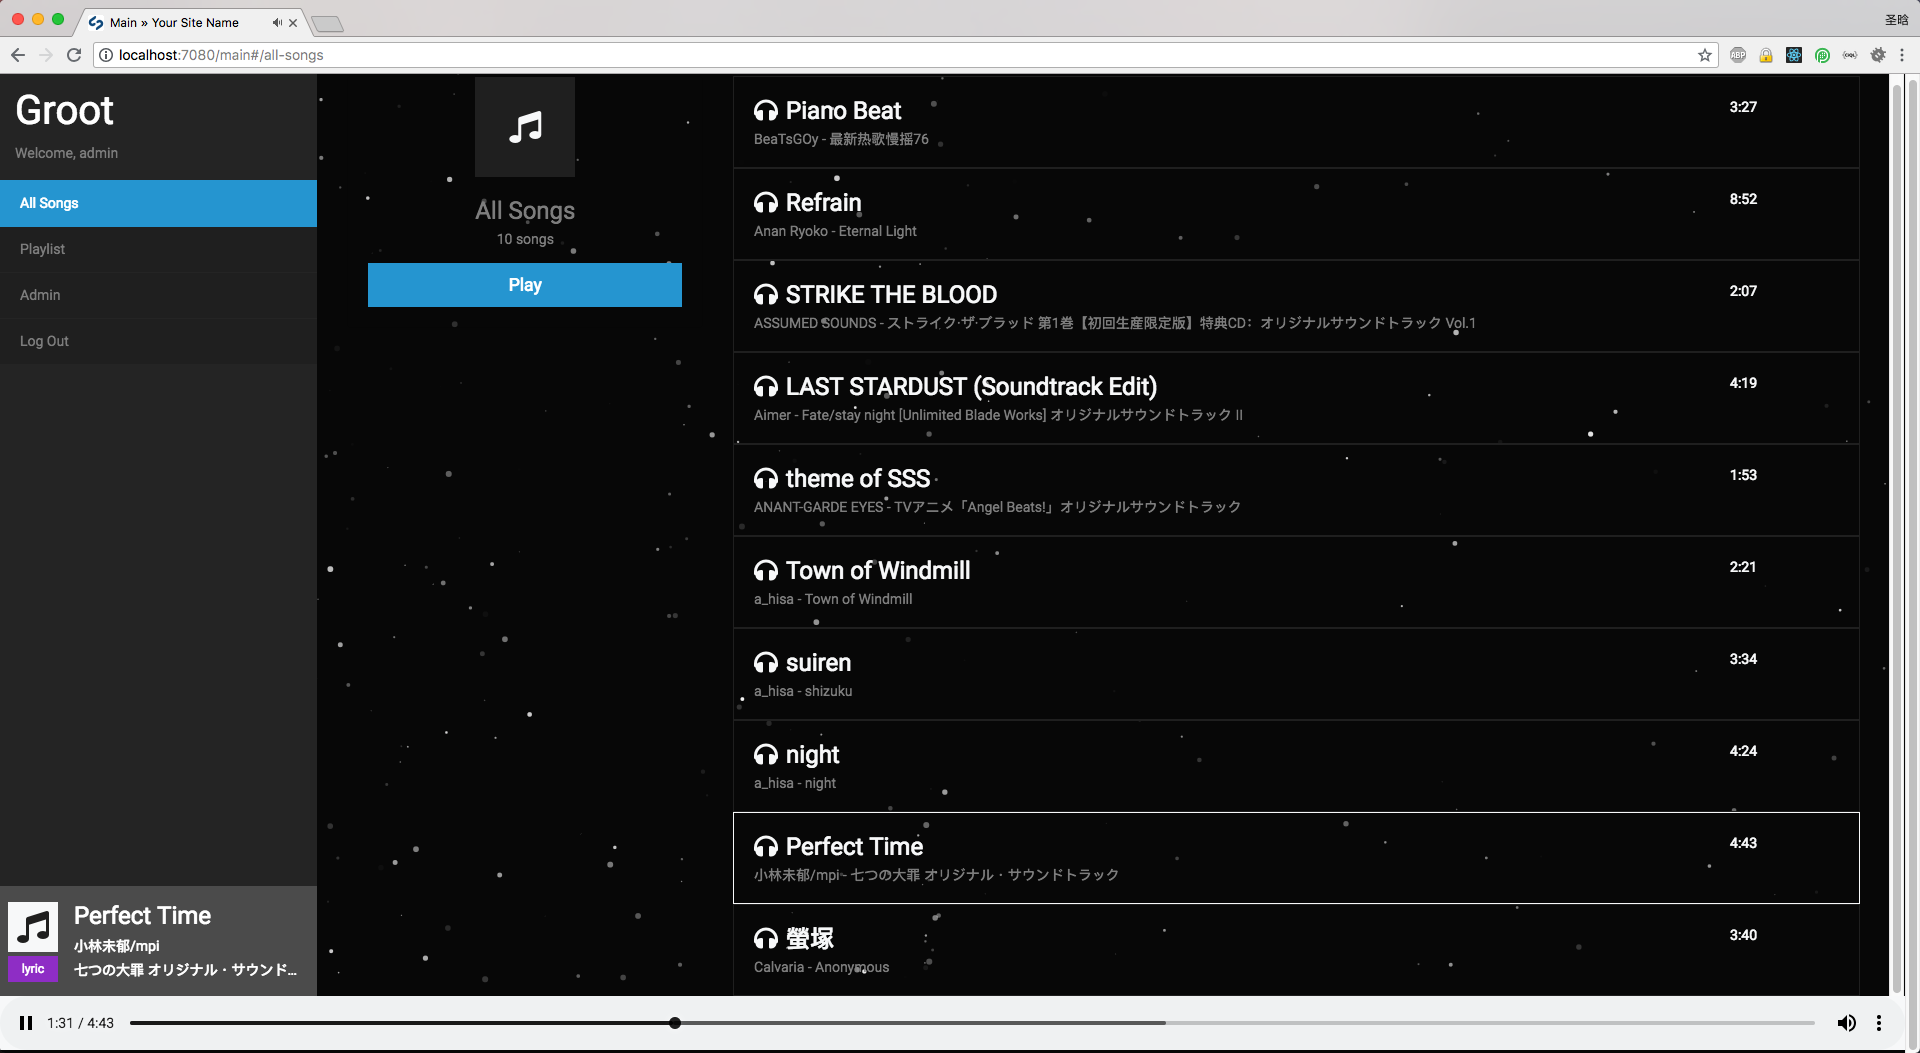 Main » Your Site Name
圣晗
localhost:7080/main#/all-songs
ABP
Groot
Welcome, admin
All Songs
Playlist
Admin
Log Out
All Songs
10 songs
Play
Piano Beat 3:27
BeaTsGOy - 最新热歌慢摇76
Refrain 8:52
Anan Ryoko - Eternal Light
STRIKE THE BLOOD 2:07
ASSUMED SOUNDS - ストライク·ザ·ブラッド 第1巻【初回生産限定版】特典CD：オリジナルサウンドトラック Vol.1
LAST STARDUST (Soundtrack Edit) 4:19
Aimer - Fate/stay night [Unlimited Blade Works] オリジナルサウンドトラック II
theme of SSS 1:53
ANANT-GARDE EYES - TVアニメ「Angel Beats!」オリジナルサウンドトラック
Town of Windmill 2:21
a_hisa - Town of Windmill
suiren 3:34
a_hisa - shizuku
night 4:24
a_hisa - night
Perfect Time 4:43
小林未郁/mpi - 七つの大罪 オリジナル・サウンドトラック
螢塚 3:40
Calvaria - Anonymous
Perfect Time
小林未郁/mpi
lyric
七つの大罪 オリジナル・サウンド...
1:31 / 4:43